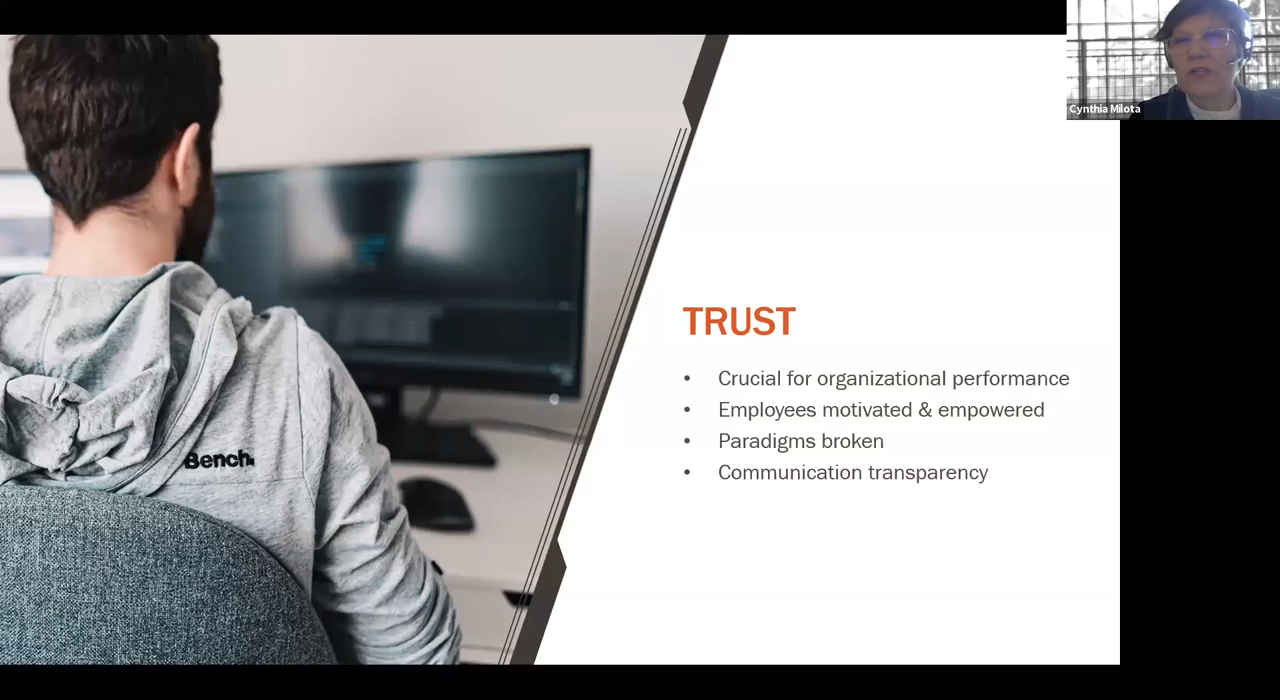 Cynthia Milota
TRUST
• Crucial for organizational performance
• Employees motivated & empowered
• Paradigms broken
• Communication transparency
Bench.